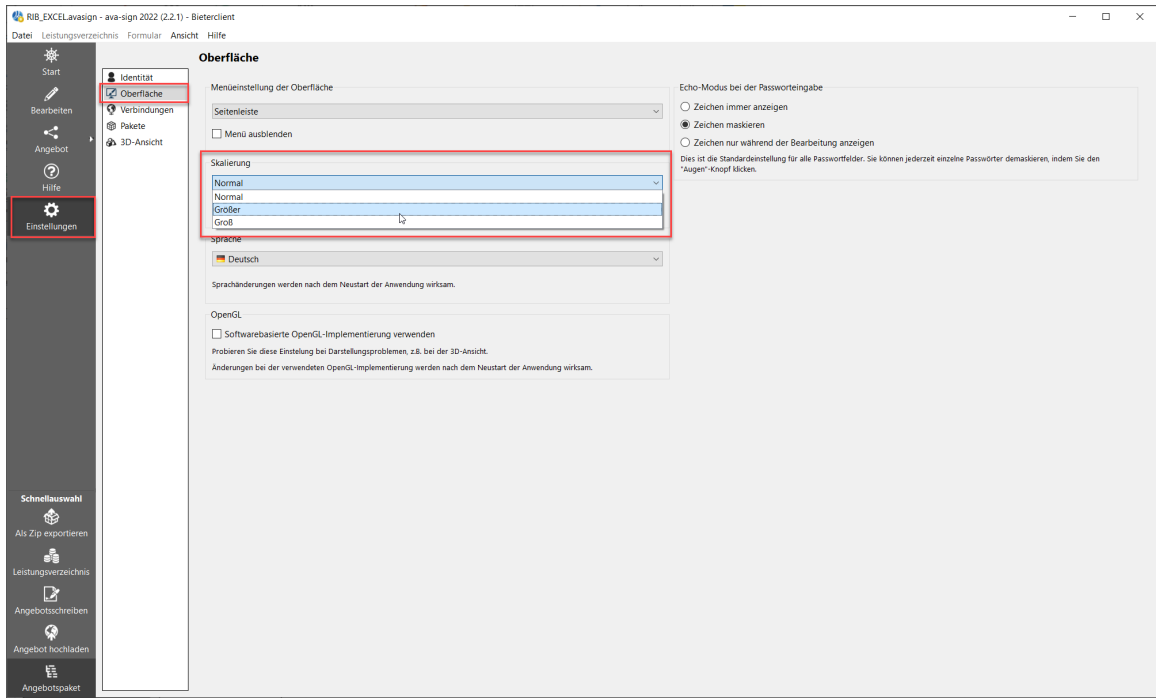 RIB_EXCEL.avasign - ava-sign 2022 (2.2.1) - Bieterclient
Datei Leistungsverzeichnis Formular Ansicht Hilfe
Start
Bearbeiten
Angebot
Hilfe
Einstellungen
Schnellauswahl
Als Zip exportieren
Leistungsverzeichnis
Angebotsschreiben
Angebot hochladen
Angebotspaket
Identität
Oberfläche
Verbindungen
Pakete
3D-Ansicht
Oberfläche
Menüeinstellung der Oberfläche
Seitenleiste
Menü ausblenden
Skalierung
Normal
Normal
Größer
Groß
Sprache
Deutsch
Sprachänderungen werden nach dem Neustart der Anwendung wirksam.
OpenGL
Softwarebasierte OpenGL-Implementierung verwenden
Probieren Sie diese Einstelung bei Darstellungsproblemen, z.B. bei der 3D-Ansicht.
Änderungen bei der verwendeten OpenGL-Implementierung werden nach dem Neustart der Anwendung wirksam.
Echo-Modus bei der Passworteingabe
Zeichen immer anzeigen
Zeichen maskieren
Zeichen nur während der Bearbeitung anzeigen
Dies ist die Standardeinstellung für alle Passwortfelder. Sie können jederzeit einzelne Passwörter demaskieren, indem Sie den
"Augen"-Knopf klicken.